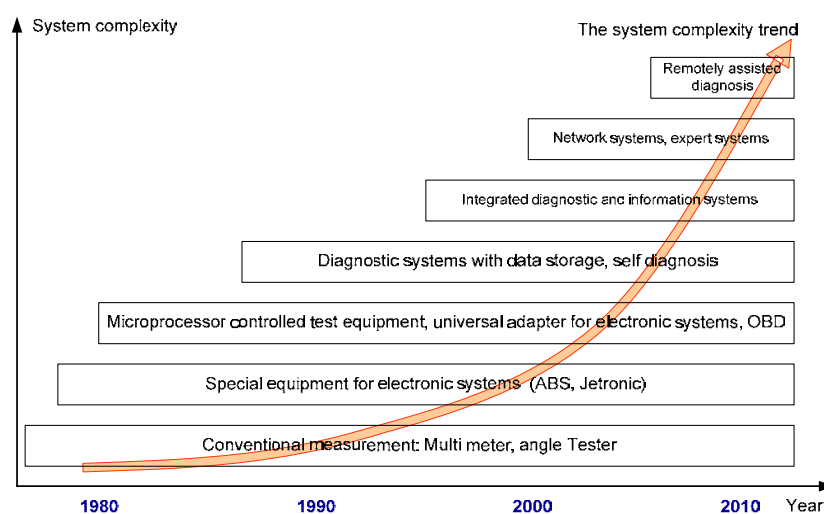 System complexity
The system complexity trend
Remotely assisted
diagnosis
Network systems, expert systems
Integrated diagnostic and information systems
Diagnostic systems with data storage, self diagnosis
Microprocessor controlled test equipment, universal adapter for electronic systems, OBD
Special equipment for electronic systems (ABS, Jetronic)
Conventional measurement: Multi meter, angle Tester
1980 1990 2000 2010 Year